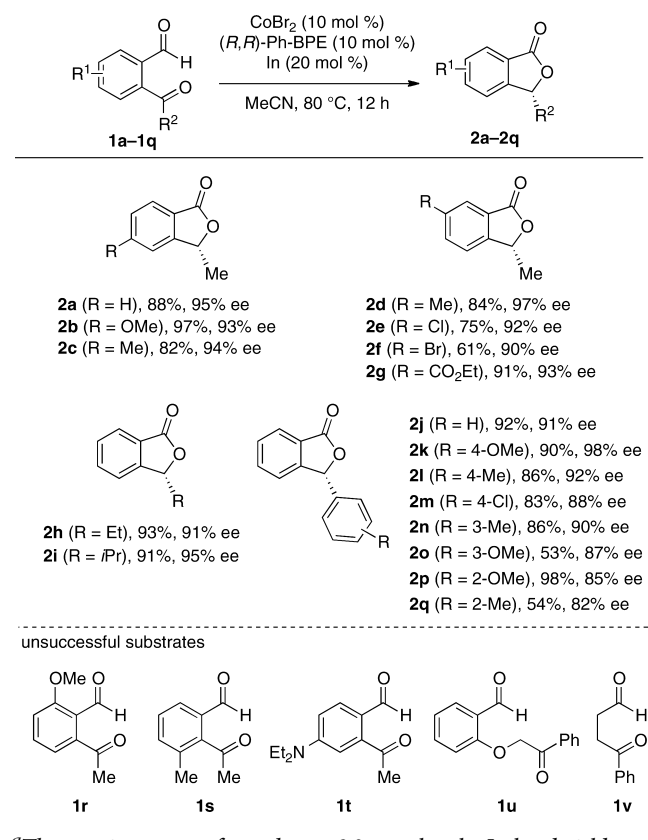 CoBr2 (10 mol %)
(R,R)-Ph-BPE (10 mol %)
In (20 mol %)
MeCN, 80 °C, 12 h
O
H
R1
O
R2
1a–1q
O
R1
O
R2
2a–2q
O
O
R
Me
2a (R = H), 88%, 95% ee
2b (R = OMe), 97%, 93% ee
2c (R = Me), 82%, 94% ee
O
R
O
Me
2d (R = Me), 84%, 97% ee
2e (R = Cl), 75%, 92% ee
2f (R = Br), 61%, 90% ee
2g (R = CO2Et), 91%, 93% ee
O
O
R
2h (R = Et), 93%, 91% ee
2i (R = iPr), 91%, 95% ee
O
O
R
2j (R = H), 92%, 91% ee
2k (R = 4-OMe), 90%, 98% ee
2l (R = 4-Me), 86%, 92% ee
2m (R = 4-Cl), 83%, 88% ee
2n (R = 3-Me), 86%, 90% ee
2o (R = 3-OMe), 53%, 87% ee
2p (R = 2-OMe), 98%, 85% ee
2q (R = 2-Me), 54%, 82% ee
unsuccessful substrates
OMe O
H
O
Me
1r
O
H
O
Me Me
1s
O
H
Et2N
O
Me
1t
O
H
O
Ph
O
1u
O
H
O
Ph
1v